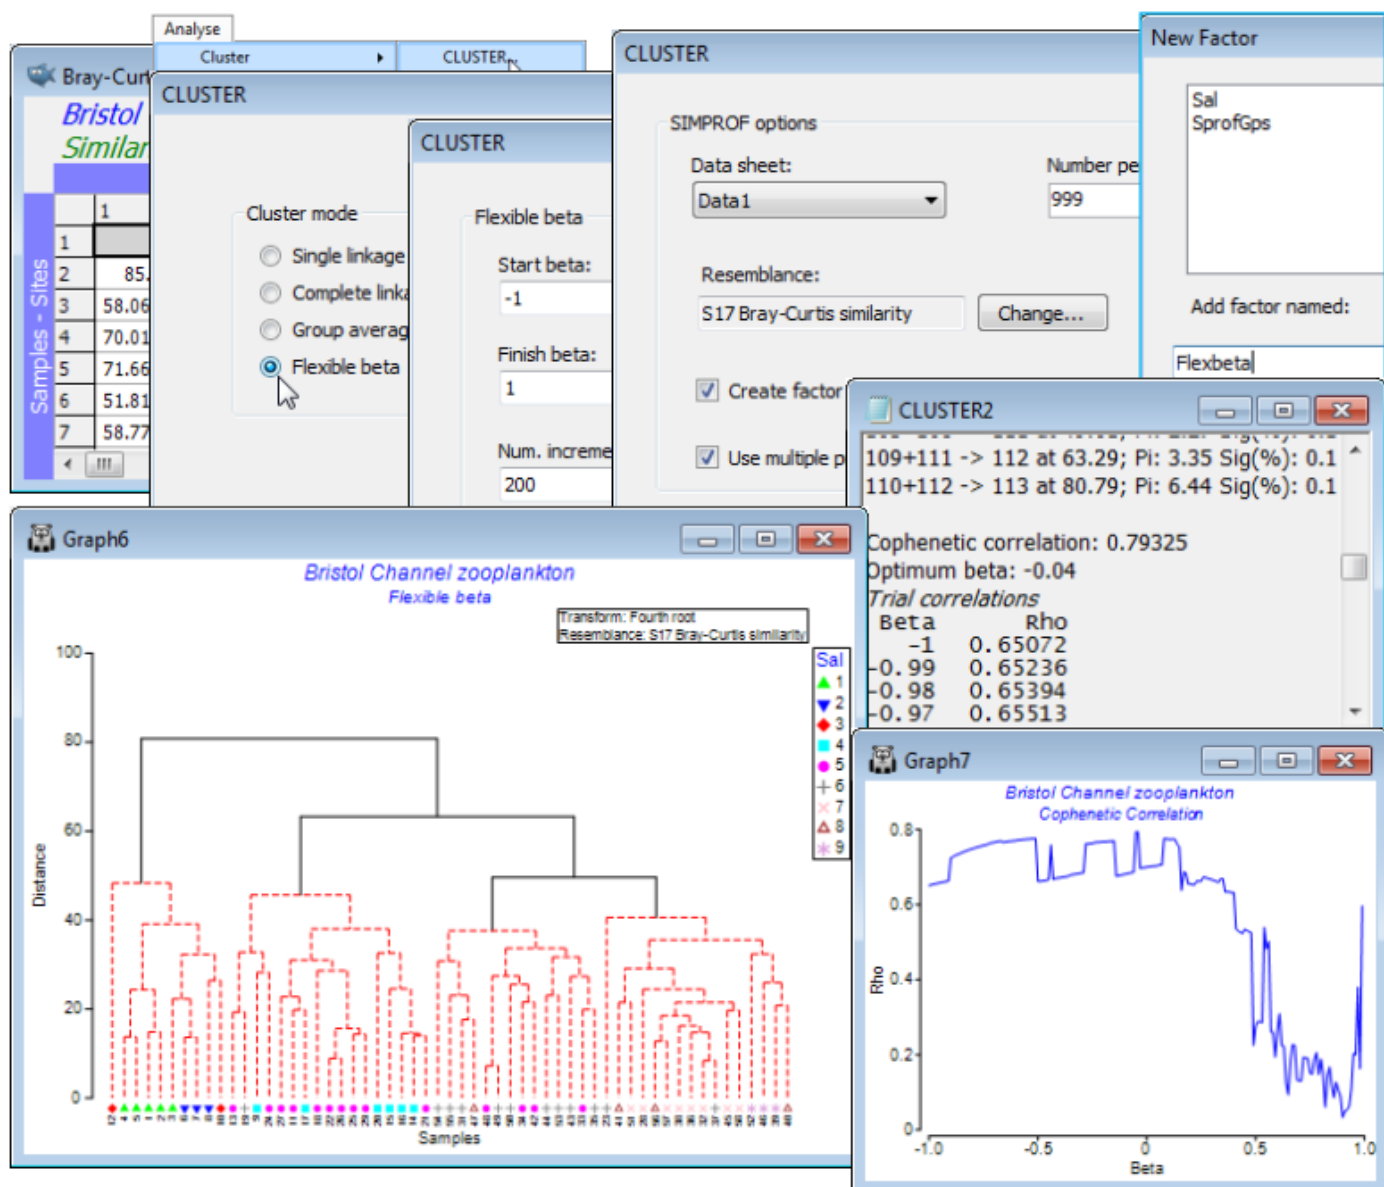 Analyse
Cluster
CLUSTER...
Bray-Curt
Bristol
Similar
Samples - Sites
1
1
2 85.
3 58.06
4 70.01
5 71.66
6 51.81
7 58.77
CLUSTER
Cluster mode
Single linkage
Complete linka
Group averag
Flexible beta
CLUSTER
Flexible beta
Start beta:
-1
Finish beta:
1
Num. increme
200
CLUSTER
SIMPROF options
Data sheet:
Data1
Number pe
999
Resemblance:
S17 Bray-Curtis similarity
Change...
Create factor
Use multiple p
New Factor
Sal
SprofGps
Add factor named:
Flexbeta
CLUSTER2
109+111 -> 112 at 63.29; Pi: 3.35 Sig(%): 0.1
110+112 -> 113 at 80.79; Pi: 6.44 Sig(%): 0.1
Cophenetic correlation: 0.79325
Optimum beta: -0.04
Trial correlations
Beta Rho
-1 0.65072
-0.99 0.65236
-0.98 0.65394
-0.97 0.65513
Graph6
Bristol Channel zooplankton
Flexible beta
Transform: Fourth root
Resemblance: S17 Bray-Curtis similarity
Sal
1
2
3
4
5
6
7
8
9
100
80
60
40
20
0
Distance
Samples
Graph7
Bristol Channel zooplankton
Cophenetic Correlation
0.8
0.6
0.4
0.2
0
Rho
-1.0 -0.5 0 0.5 1.0
Beta